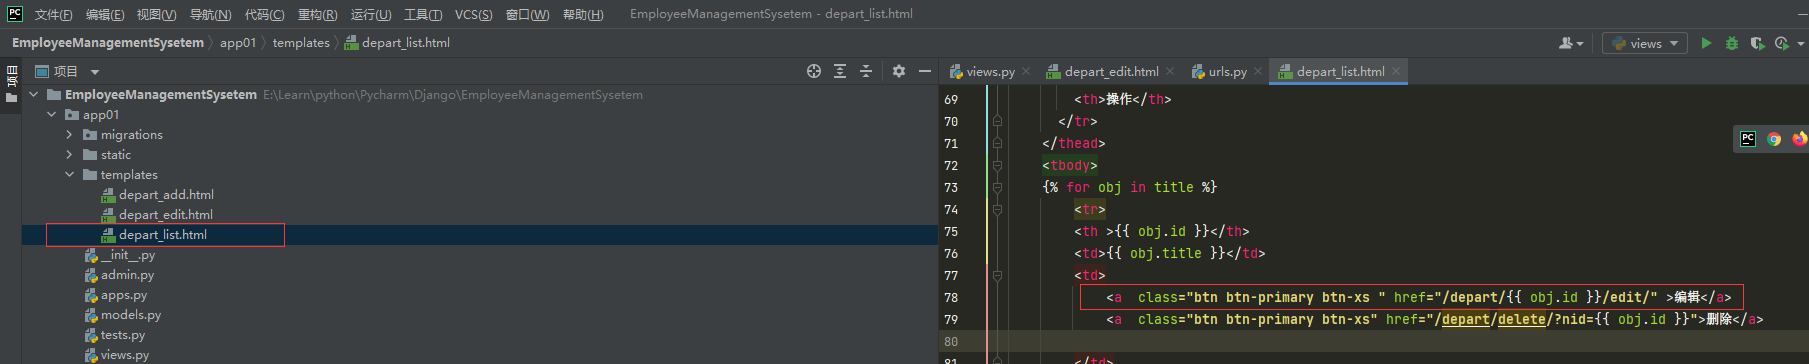 PC 文件(F) 编辑(E) 视图(V) 导航(N) 代码(C) 重构(R) 运行(U) 工具(T) VCS(S) 窗口(W) 帮助(H) EmployeeManagementSysetem - depart_list.html
EmployeeManagementSysetem app01 templates depart_list.html views
项目
项目 views.py depart_edit.html urls.py depart_list.html
EmployeeManagementSysetem E:\Learn\python\Pycharm\Django\EmployeeManagementSysetem
app01
migrations
static
templates
depart_add.html
depart_edit.html
depart_list.html
__init__.py
admin.py
apps.py
models.py
tests.py
views.py
69 <th>操作</th>
70 </tr>
71 </thead>
72 <tbody>
73 {% for obj in title %}
74 <tr>
75 <th >{{ obj.id }}</th>
76 <td>{{ obj.title }}</td>
77 <td>
78 <a  class="btn btn-primary btn-xs " href="/depart/{{ obj.id }}/edit/" >编辑</a>
79 <a  class="btn btn-primary btn-xs" href="/depart/delete/?nid={{ obj.id }}">删除</a>
80
81 </td>
PC